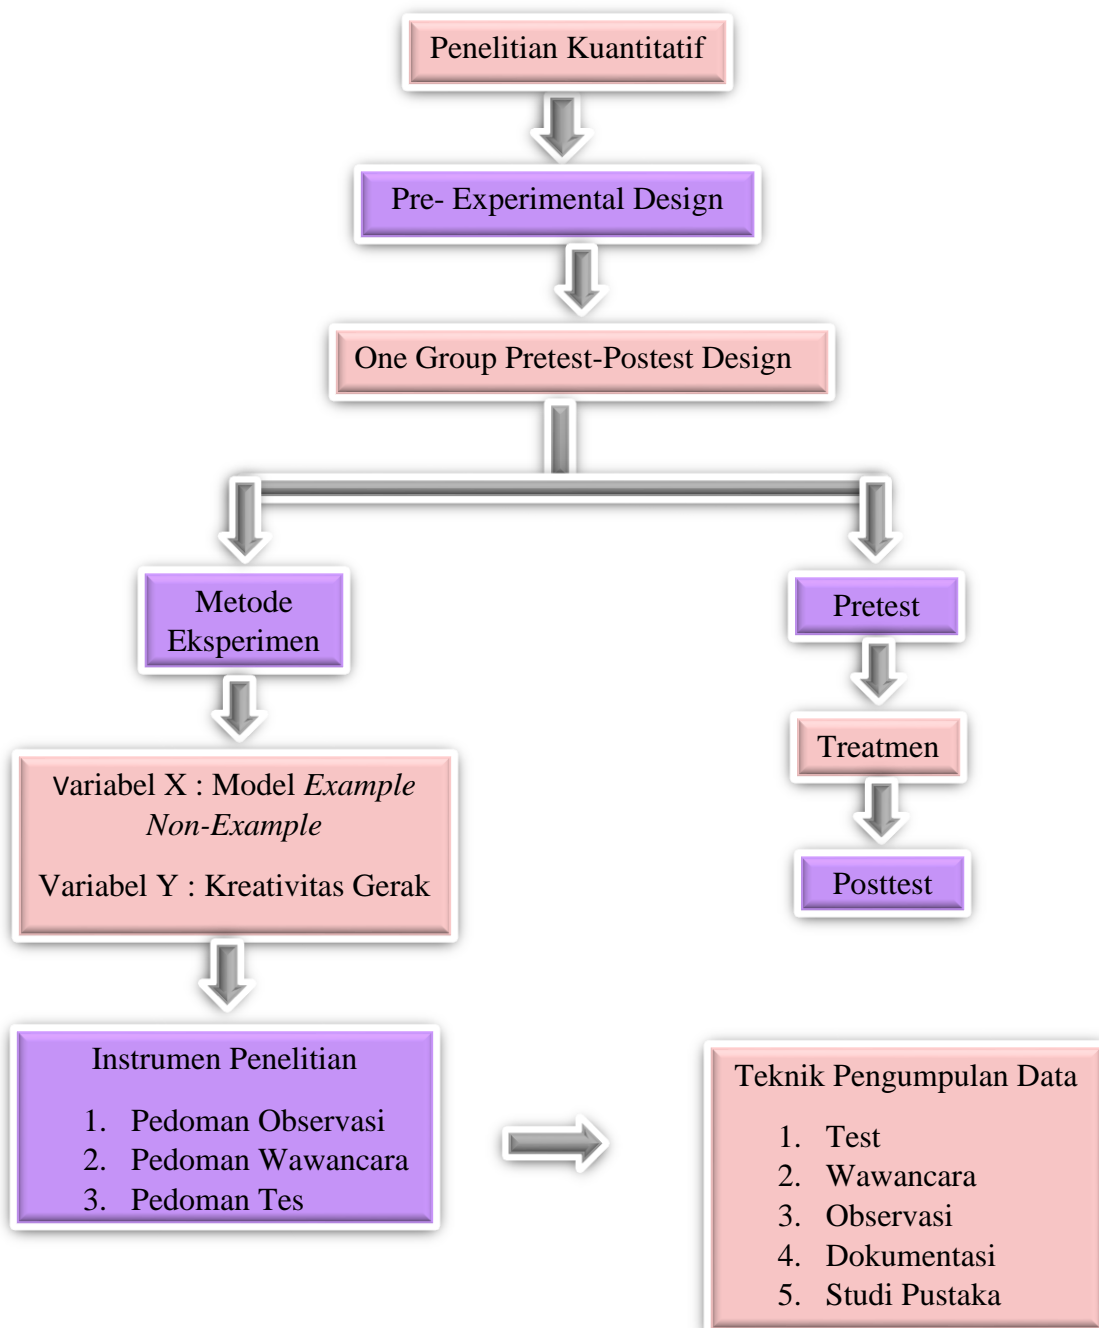 Penelitian Kuantitatif
Pre- Experimental Design
One Group Pretest-Postest Design
Metode
Eksperimen
Pretest
Treatmen
Posttest
Variabel X : Model Example
Non-Example
Variabel Y : Kreativitas Gerak
Instrumen Penelitian
1. Pedoman Observasi
2. Pedoman Wawancara
3. Pedoman Tes
Teknik Pengumpulan Data
1. Test
2. Wawancara
3. Observasi
4. Dokumentasi
5. Studi Pustaka